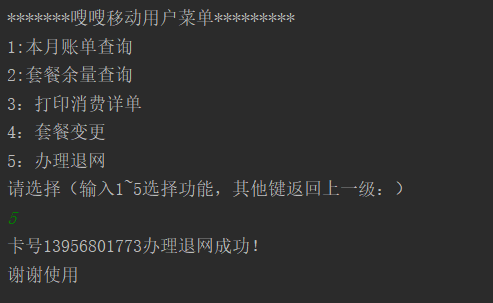 *******嗖嗖移动用户菜单*********
1:本月账单查询
2:套餐余量查询
3：打印消费详单
4：套餐变更
5：办理退网
请选择（输入1~5选择功能，其他键返回上一级：）
5
卡号13956801773办理退网成功！
谢谢使用